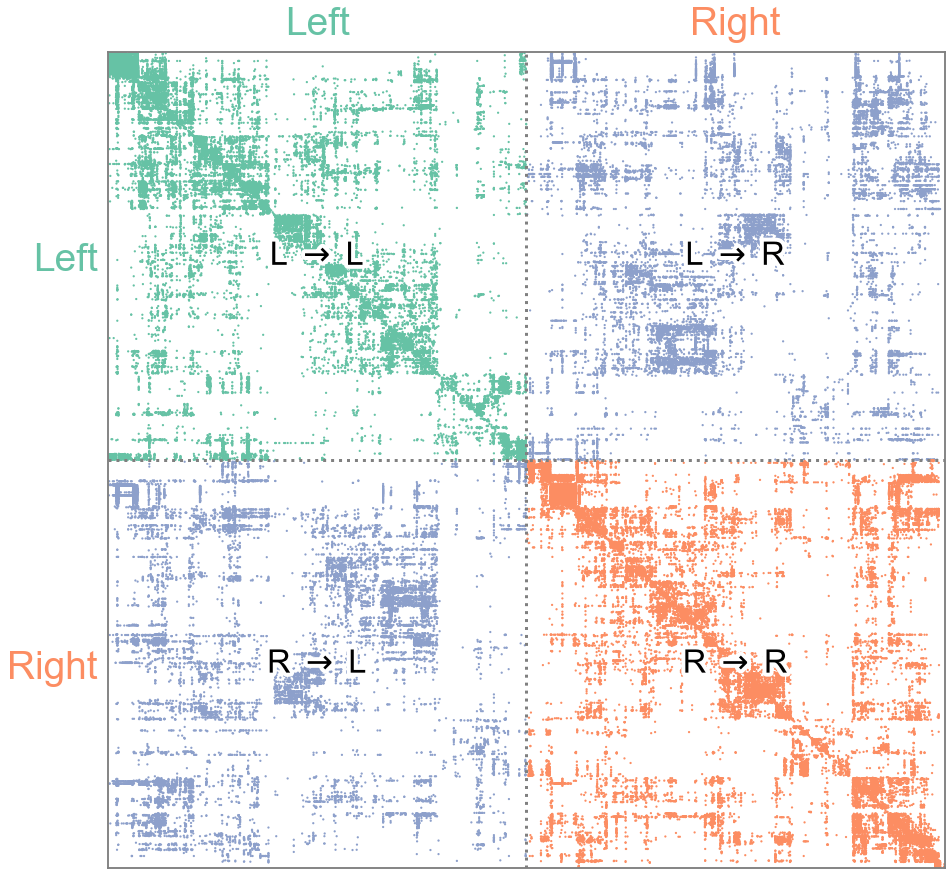 Left
Right
Left
L → L
L → R
Right
R → L
R → R